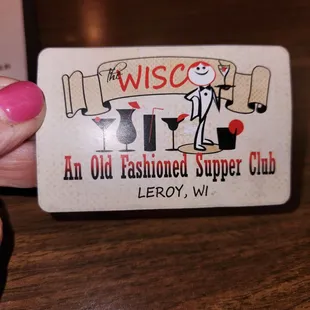 the WISCO
An Old Fashioned Supper Club
LEROY, WI